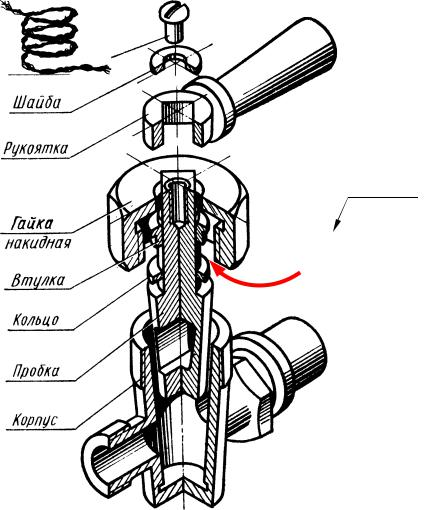 Шайба
Рукоятка
Гайка
накидная
Втулка
Кольцо
Пробка
Корпус